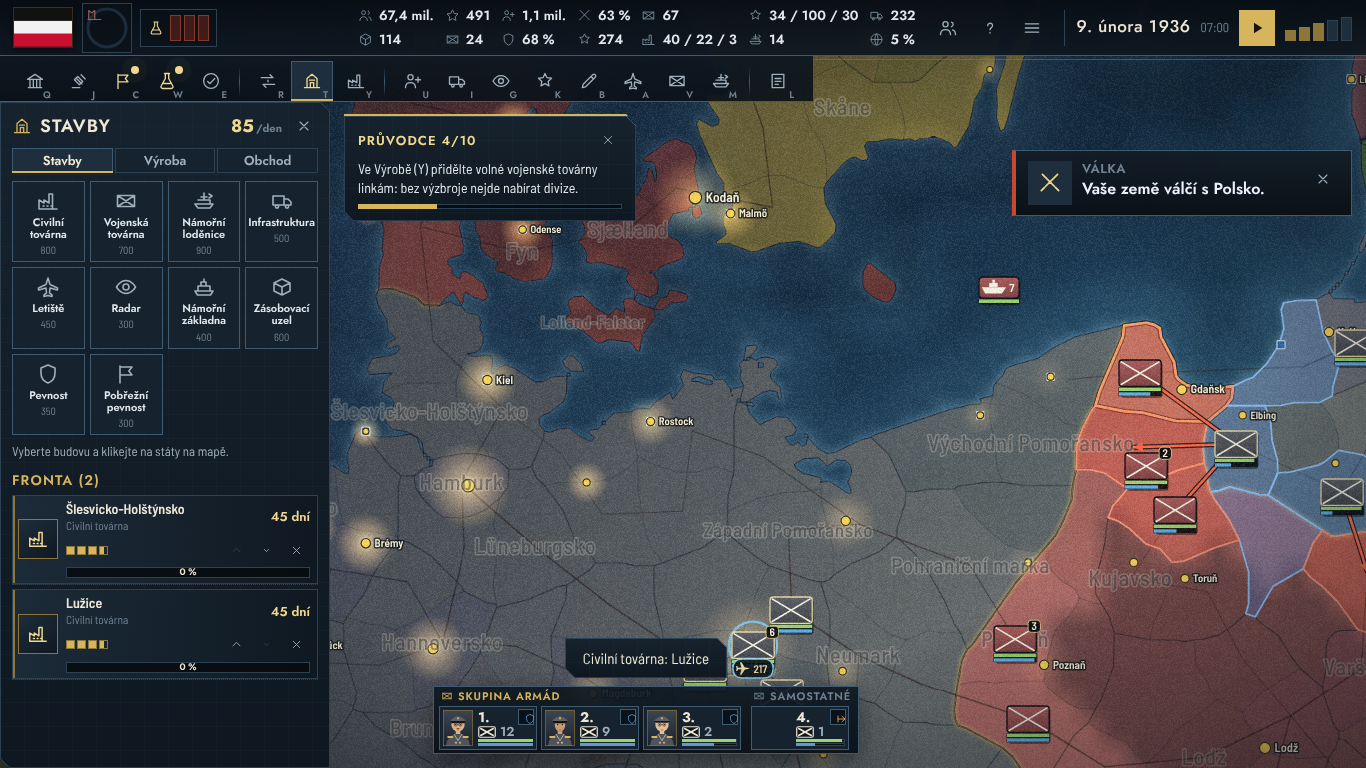 67,4 mil. 491 1,1 mil. 63 % 67 34 / 100 / 30 232
114 24 68 % 274 40 / 22 / 3 14 5 %
?
9. února 1936 07:00
Q J C W E R T Y U I G K B A V M L
STAVBY 85 /den
Stavby Výroba Obchod
Civilní továrna
800
Vojenská továrna
700
Námořní loděnice
900
Infrastruktura
500
Letiště
450
Radar
300
Námořní základna
400
Zásobovací uzel
600
Pevnost
350
Pobřežní pevnost
300
Vyberte budovu a klikejte na státy na mapě.
FRONTA (2)
Šlesvicko-Holštýnsko
Civilní továrna
45 dní
0 %
Lužice
Civilní továrna
45 dní
0 %
PRŮVODCE 4/10
Ve Výrobě (Y) přidělte volné vojenské továrny
linkám: bez výzbroje nejde nabírat divize.
VÁLKA
Vaše země válčí s Polsko.
Skåne
Kodaň
Malmö
Odense
Sjælland
Fyn
Lolland-Falster
7
Kiel
Šlesvicko-Holštýnsko
Rostock
Gdaňsk
Elbing
Východní Pomořansko
2
Hamburk
Západní Pomořansko
Brémy
Lüneburgsko
Pohraniční marka
Kujavsko
Toruň
Hannoversko
6
217
Neumark
3
Poznaň
Civilní továrna: Lužice
Magdeburk
SKUPINA ARMÁD SAMOSTATNÉ
1. 12
2. 9
3. 2
4. 1
Lodž
Lodž